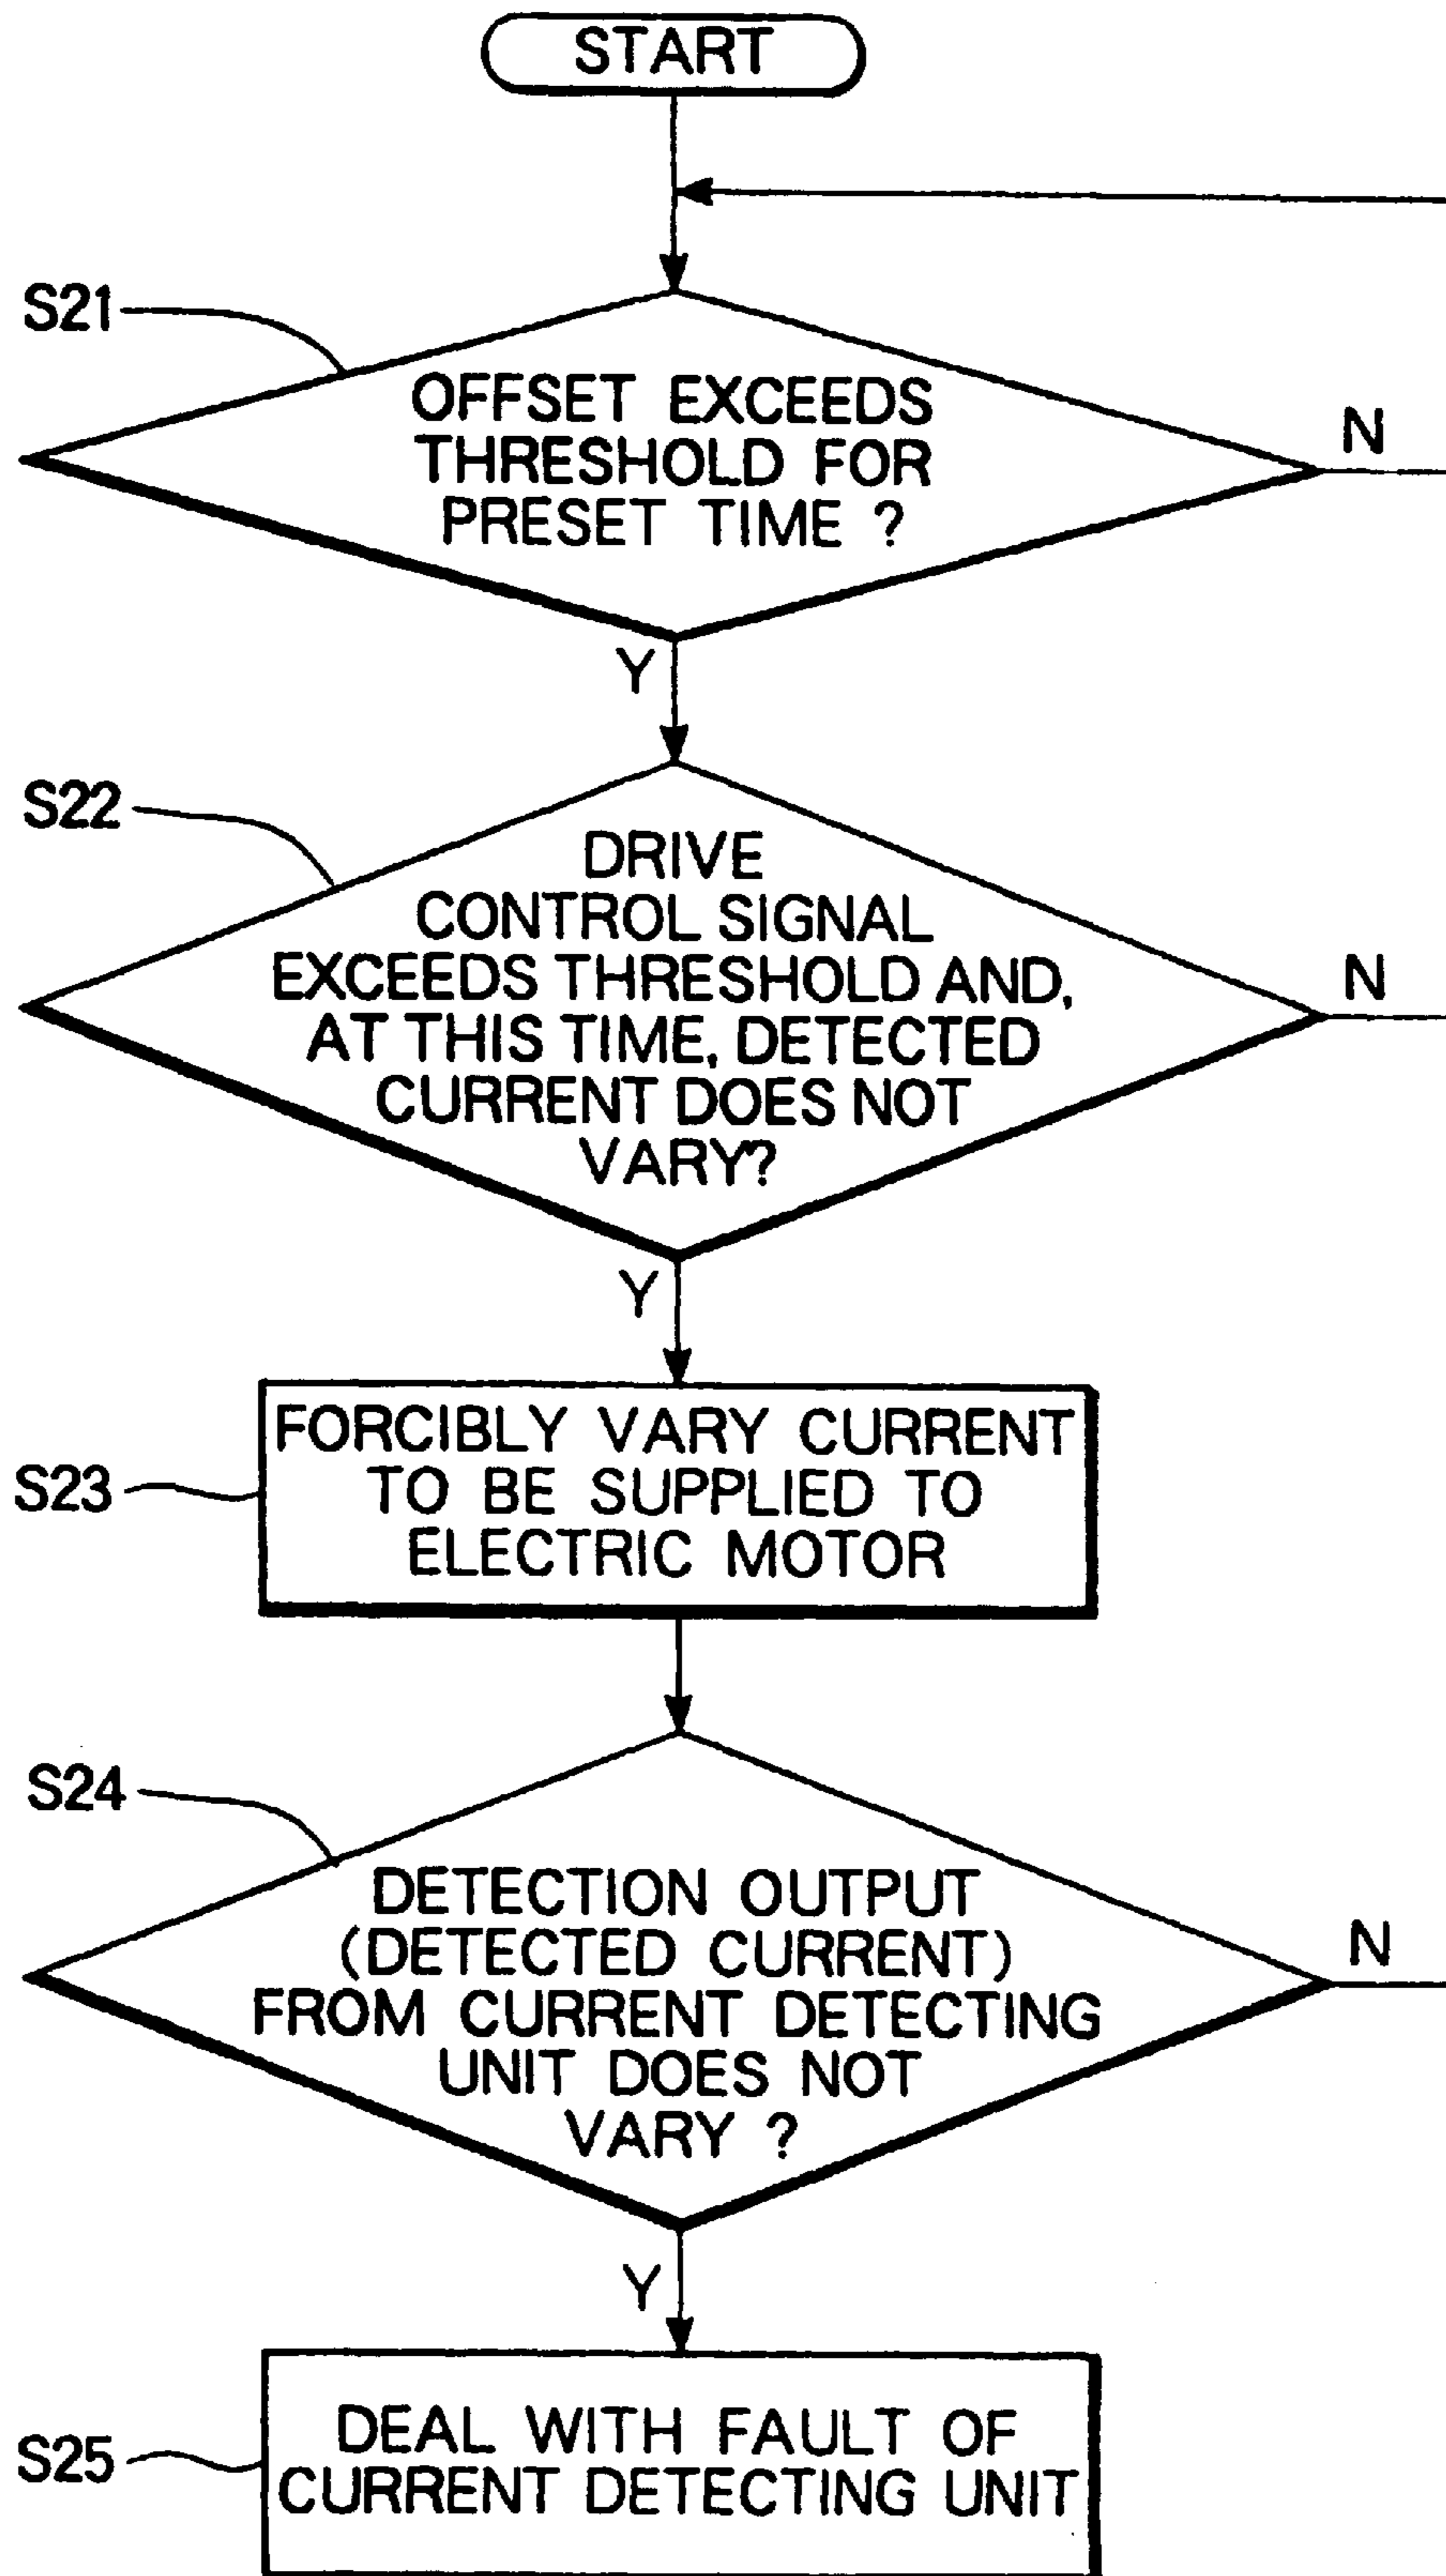 START
S21
OFFSET EXCEEDS
THRESHOLD FOR
PRESET TIME ?
N
Y
S22
DRIVE
CONTROL SIGNAL
EXCEEDS THRESHOLD AND,
AT THIS TIME, DETECTED
CURRENT DOES NOT
VARY?
N
Y
S23
FORCIBLY VARY CURRENT
TO BE SUPPLIED TO
ELECTRIC MOTOR
S24
DETECTION OUTPUT
(DETECTED CURRENT)
FROM CURRENT DETECTING
UNIT DOES NOT
VARY ?
N
Y
S25
DEAL WITH FAULT OF
CURRENT DETECTING UNIT